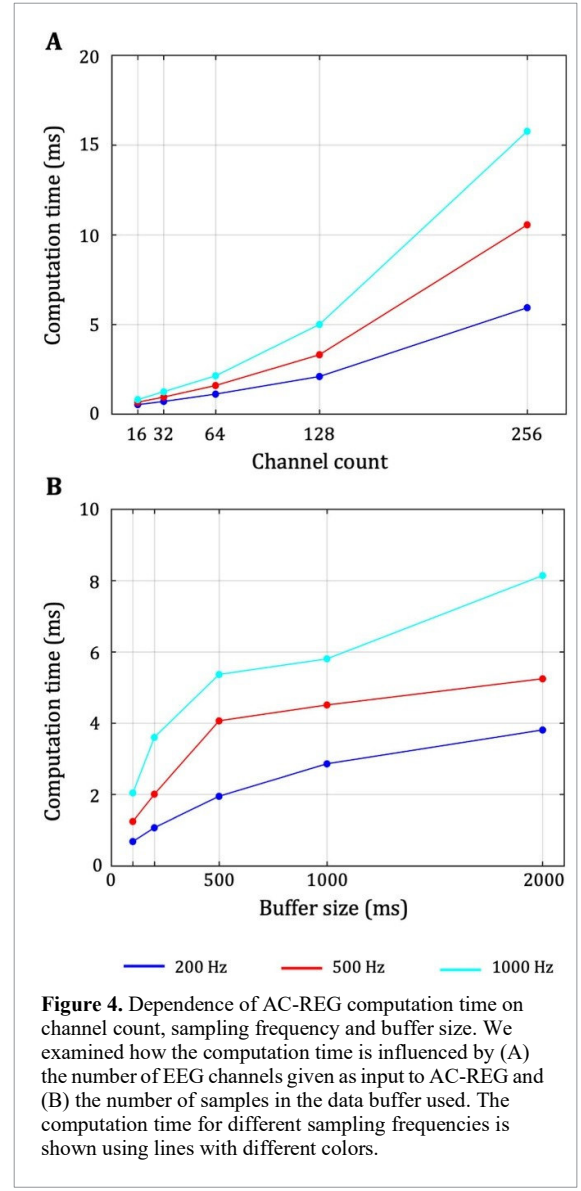 A
20
15
10
5
0
Computation time (ms)
16 32 64 128 256
Channel count
B
10
8
6
4
2
0
Computation time (ms)
0 500 1000 2000
Buffer size (ms)
200 Hz 500 Hz 1000 Hz
Figure 4. Dependence of AC-REG computation time on
channel count, sampling frequency and buffer size. We
examined how the computation time is influenced by (A)
the number of EEG channels given as input to AC-REG and
(B) the number of samples in the data buffer used. The
computation time for different sampling frequencies is
shown using lines with different colors.